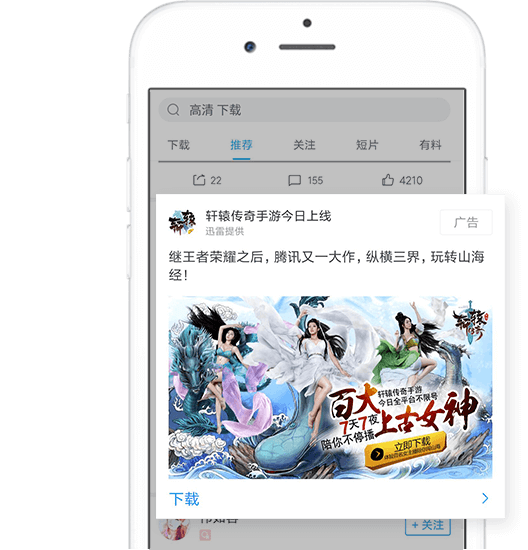 高清 下载
下载 推荐 关注 短片 有料
22 155 4210
轩辕传奇手游今日上线
迅雷提供
广告
继王者荣耀之后，腾讯又一大作，纵横三界，玩转山海
经！
百大
轩辕传奇手游
今日全平台不限号
7天7夜
陪你不停播
上古女神
立即下载
下载
+ 关注